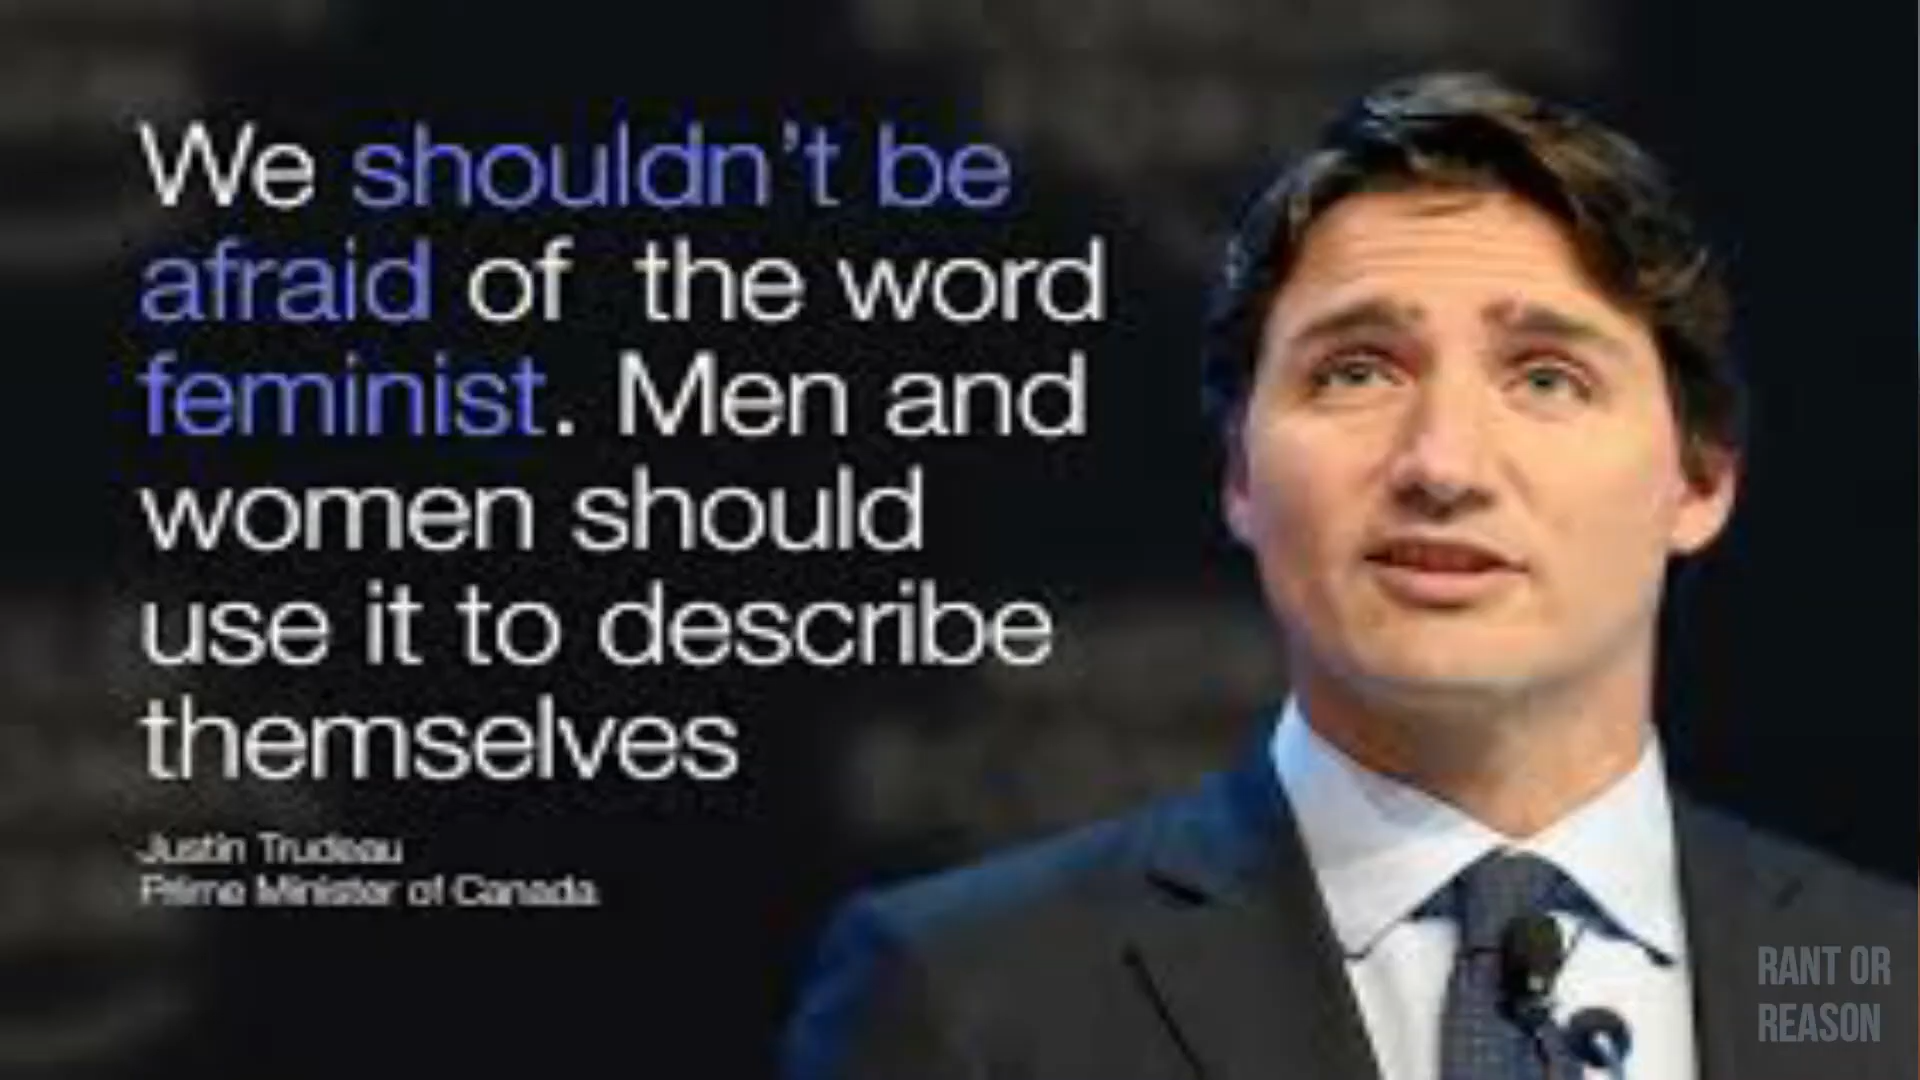 We shouldn't be
afraid of the word
feminist. Men and
women should
use it to describe
themselves
Justin Trudeau
Prime Minister of Canada
RANT OR
REASON